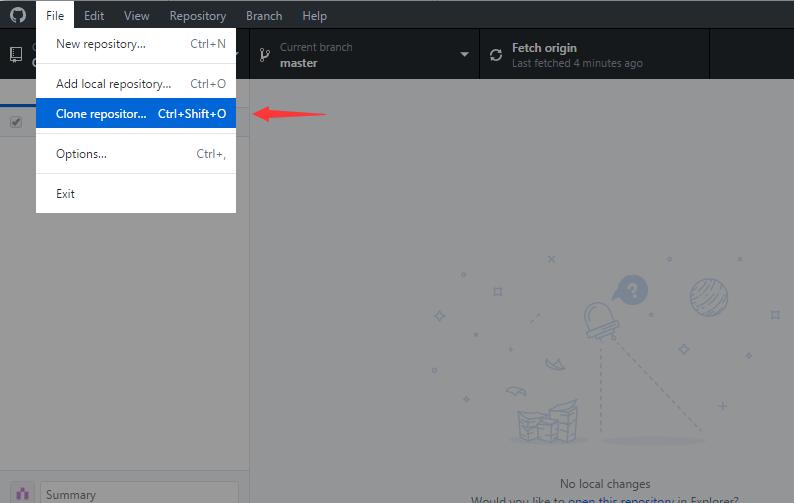 File Edit View Repository Branch Help
New repository... Ctrl+N
Add local repository... Ctrl+O
Clone repositor... Ctrl+Shift+O
Options... Ctrl+,
Exit
Current branch
master
Fetch origin
Last fetched 4 minutes ago
?
No local changes
Would you like to open this repository in Explorer?
Summary